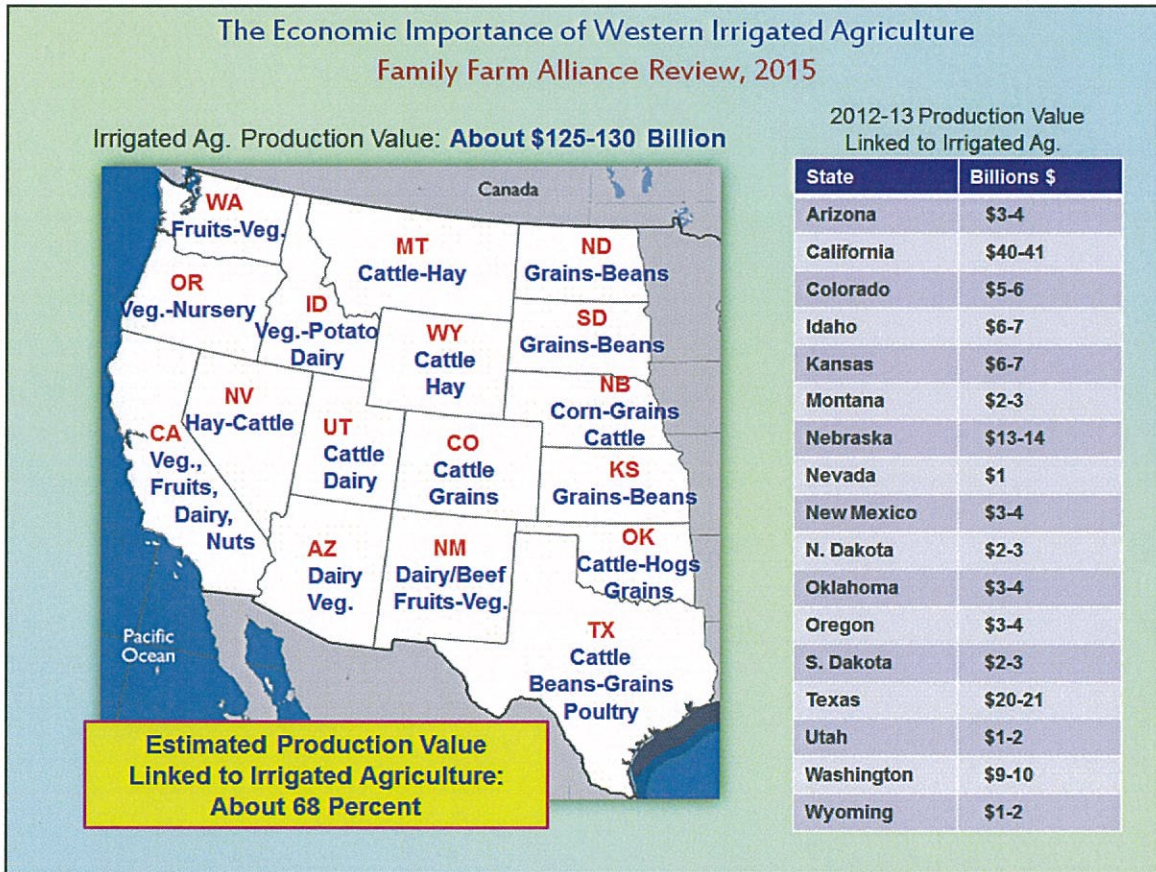 The Economic Importance of Western Irrigated Agriculture
Family Farm Alliance Review, 2015
Irrigated Ag. Production Value: About $125-130 Billion
Canada
WA
Fruits-Veg.
MT
Cattle-Hay
ND
Grains-Beans
OR
Veg.-Nursery
ID
Veg.-Potato
Dairy
WY
Cattle
Hay
SD
Grains-Beans
NB
Corn-Grains
Cattle
NV
Hay-Cattle
UT
Cattle
Dairy
CO
Cattle
Grains
KS
Grains-Beans
CA
Veg.,
Fruits,
Dairy,
Nuts
AZ
Dairy
Veg.
NM
Dairy/Beef
Fruits-Veg.
OK
Cattle-Hogs
Grains
TX
Cattle
Beans-Grains
Poultry
Pacific
Ocean
Estimated Production Value
Linked to Irrigated Agriculture:
About 68 Percent
2012-13 Production Value
Linked to Irrigated Ag.
State Billions $
Arizona $3-4
California $40-41
Colorado $5-6
Idaho $6-7
Kansas $6-7
Montana $2-3
Nebraska $13-14
Nevada $1
New Mexico $3-4
N. Dakota $2-3
Oklahoma $3-4
Oregon $3-4
S. Dakota $2-3
Texas $20-21
Utah $1-2
Washington $9-10
Wyoming $1-2